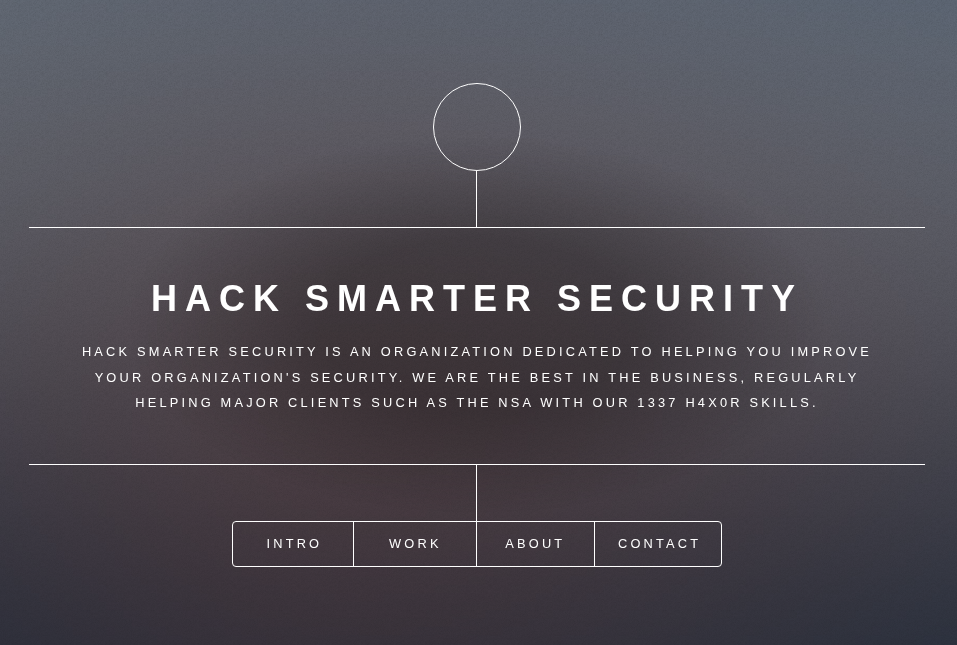 HACK SMARTER SECURITY
HACK SMARTER SECURITY IS AN ORGANIZATION DEDICATED TO HELPING YOU IMPROVE
YOUR ORGANIZATION'S SECURITY. WE ARE THE BEST IN THE BUSINESS, REGULARLY
HELPING MAJOR CLIENTS SUCH AS THE NSA WITH OUR 1337 H4X0R SKILLS.
INTRO WORK ABOUT CONTACT